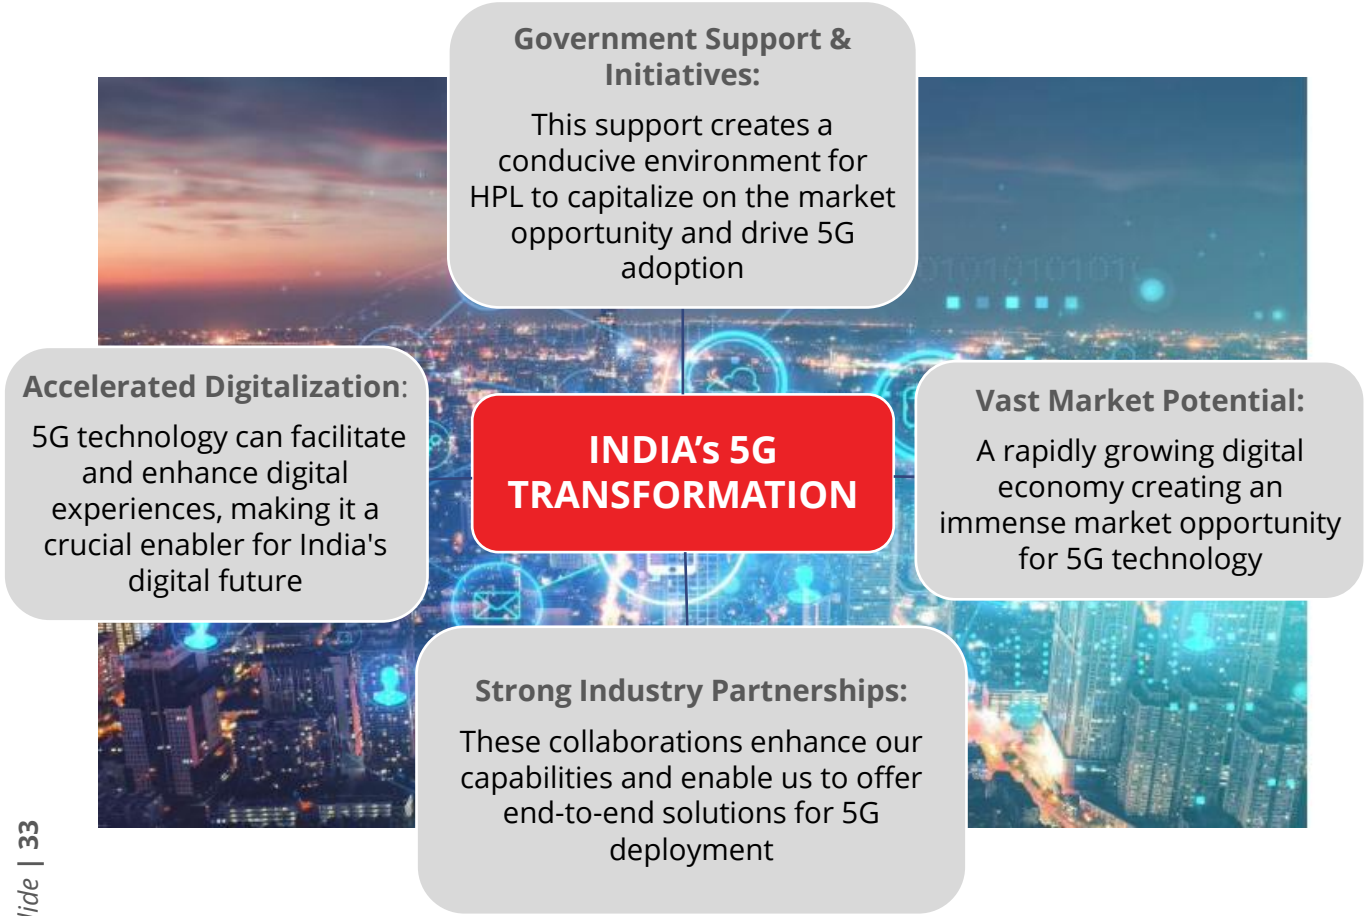 Government Support &
Initiatives:
This support creates a
conducive environment for
HPL to capitalize on the market
opportunity and drive 5G
adoption
Accelerated Digitalization:
5G technology can facilitate
and enhance digital
experiences, making it a
crucial enabler for India's
digital future
INDIA’s 5G
TRANSFORMATION
Vast Market Potential:
A rapidly growing digital
economy creating an
immense market opportunity
for 5G technology
Strong Industry Partnerships:
These collaborations enhance our
capabilities and enable us to offer
end-to-end solutions for 5G
deployment
| 33